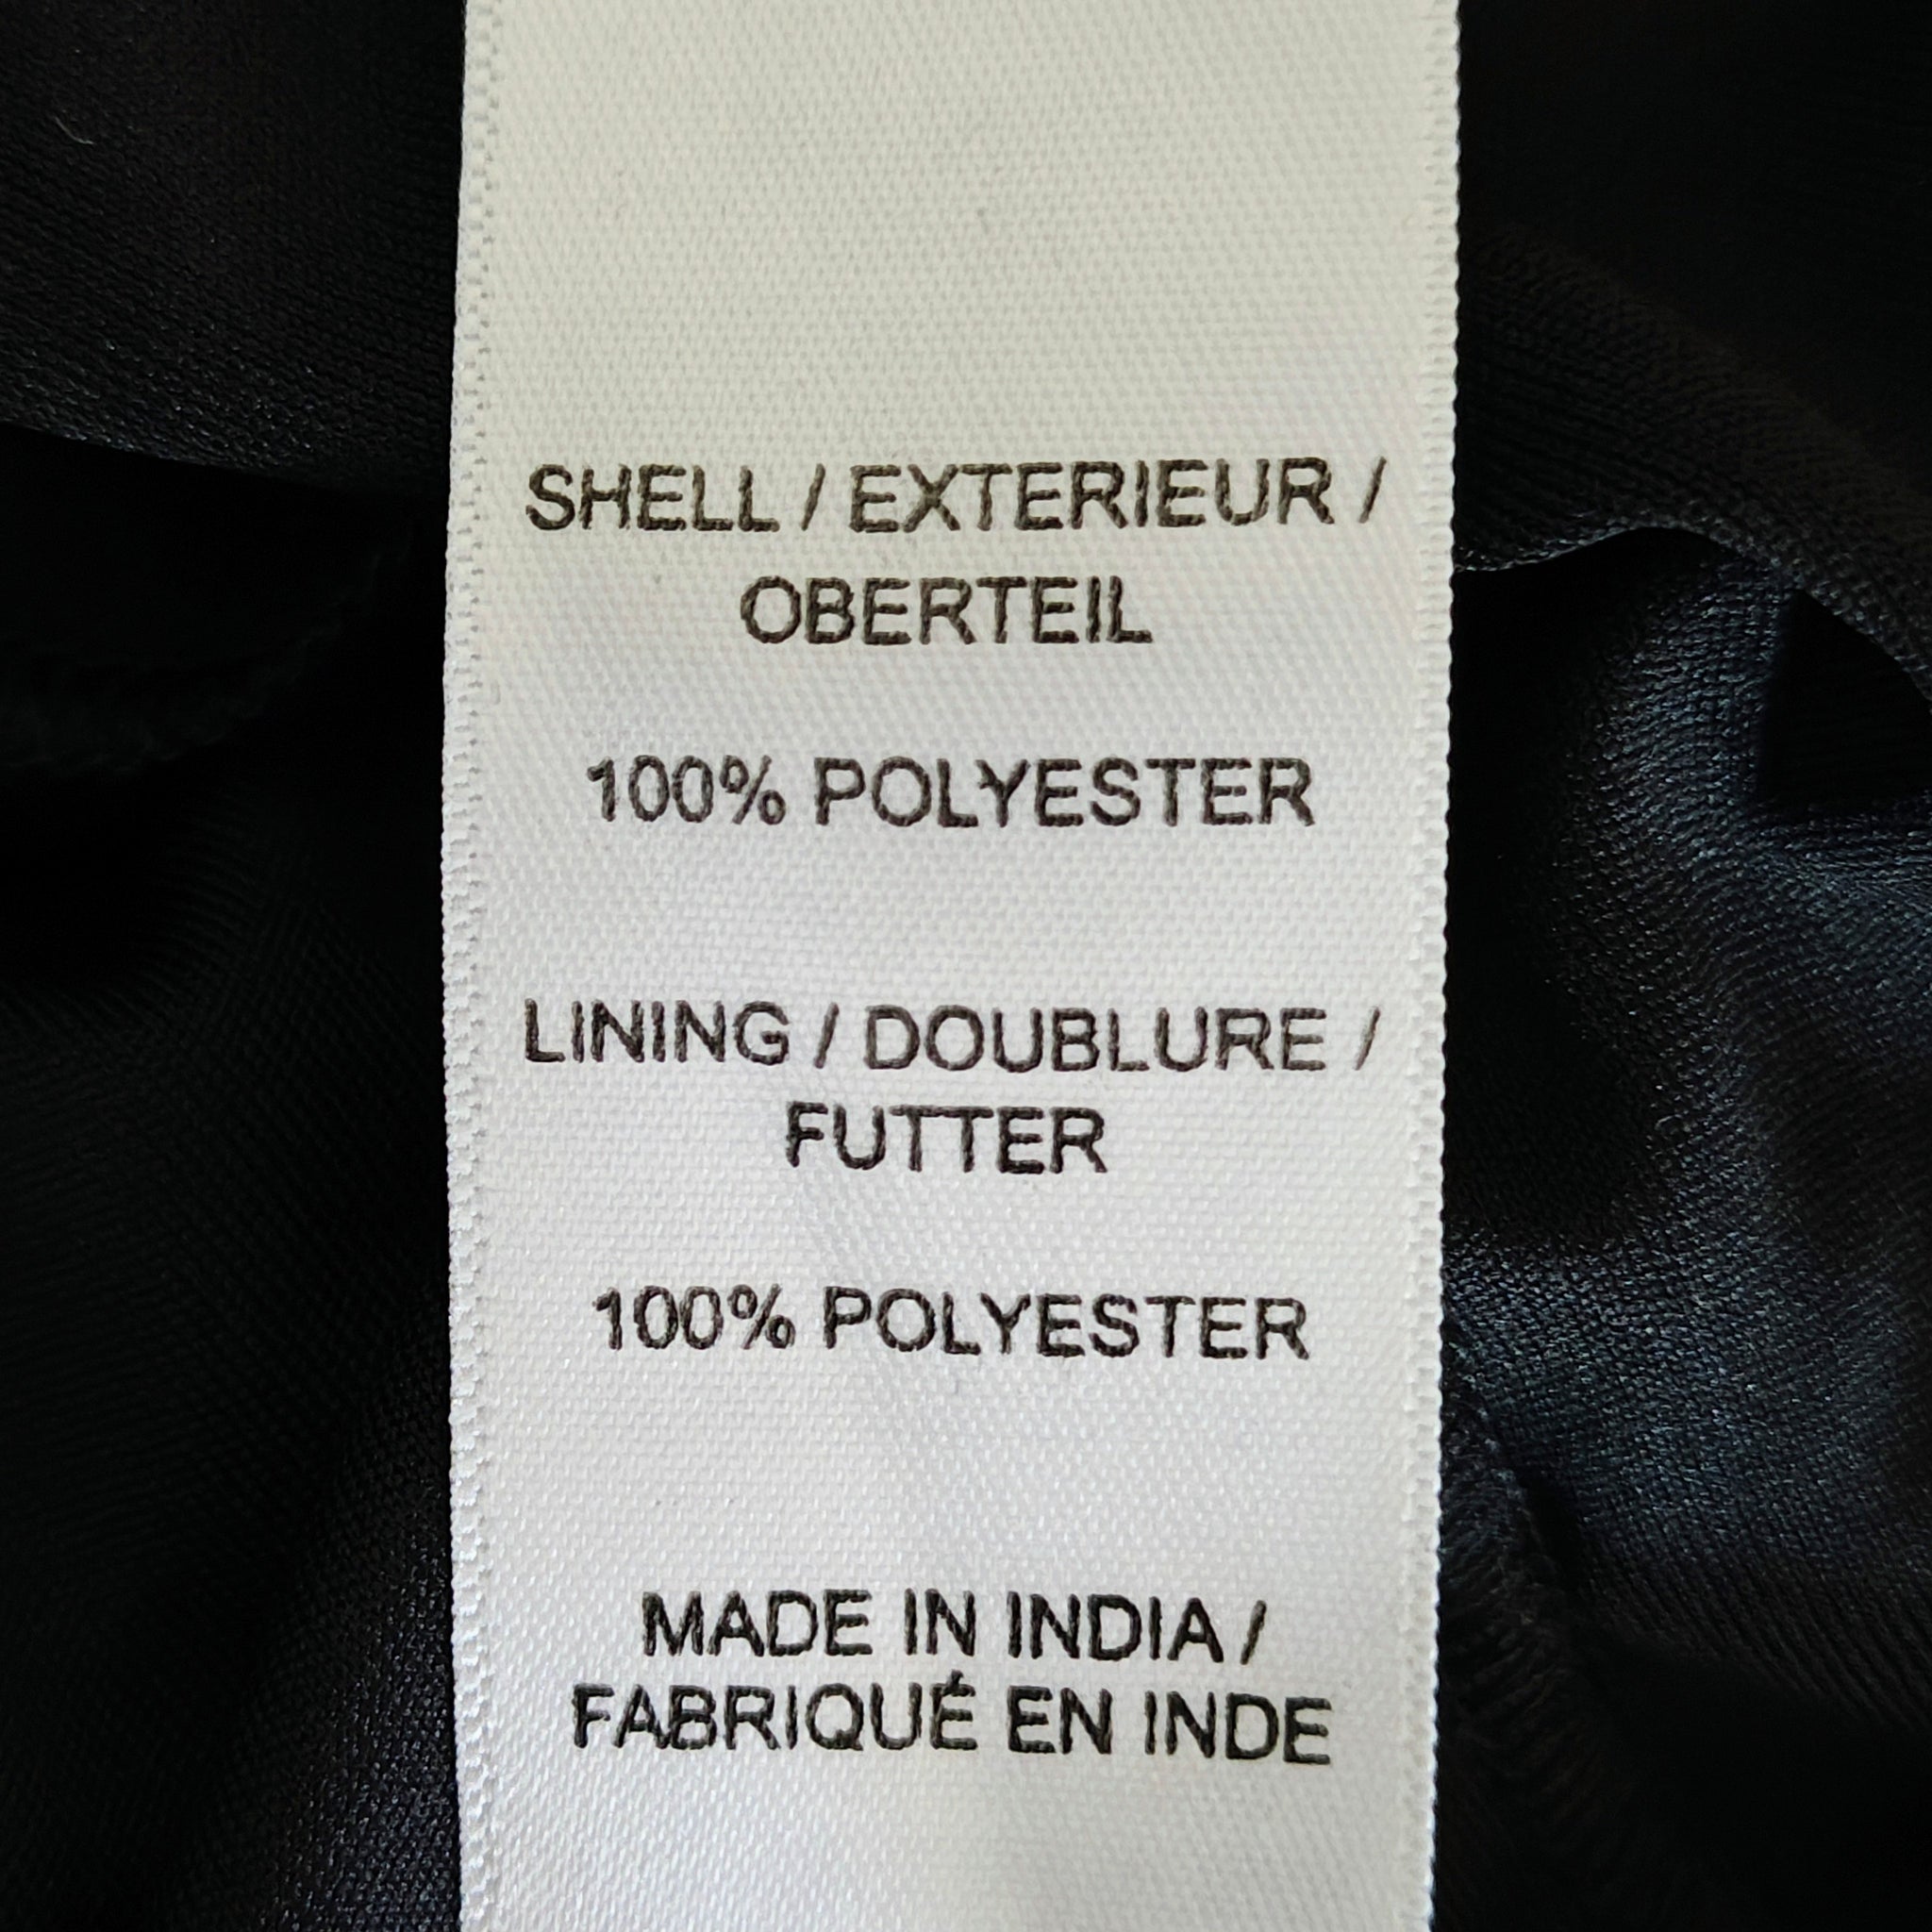 SHELL / EXTERIEUR /
OBERTEIL
100% POLYESTER
LINING / DOUBLURE /
FUTTER
100% POLYESTER
MADE IN INDIA /
FABRIQUÉ EN INDE